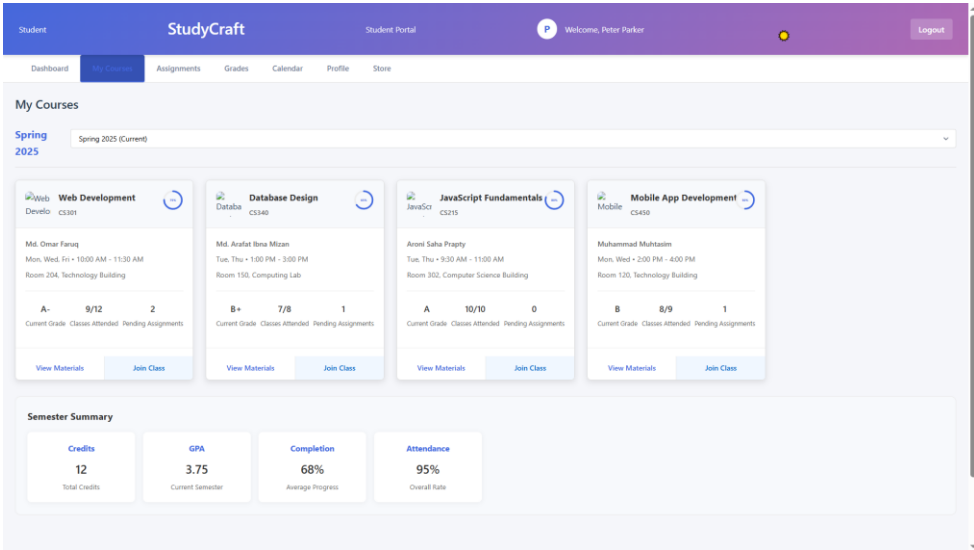 Student
StudyCraft
Student Portal
P
Welcome, Peter Parker
Logout
Dashboard
My Courses
Assignments
Grades
Calendar
Profile
Store
My Courses
Spring
2025
Spring 2025 (Current)
Web
Develo
Web Development
CS301
Md. Omar Faruq
Mon, Wed, Fri • 10:00 AM - 11:30 AM
Room 204, Technology Building
A- 9/12 2
Current Grade Classes Attended Pending Assignments
View Materials Join Class
Databa
Database Design
CS340
Md. Arafat Ibna Mizan
Tue, Thu • 1:00 PM - 3:00 PM
Room 150, Computing Lab
B+ 7/8 1
Current Grade Classes Attended Pending Assignments
View Materials Join Class
JavaScr
JavaScript Fundamentals
CS215
Aroni Saha Prapty
Tue, Thu • 9:30 AM - 11:00 AM
Room 302, Computer Science Building
A 10/10 0
Current Grade Classes Attended Pending Assignments
View Materials Join Class
Mobile
Mobile App Development
CS450
Muhammad Muhtasim
Mon, Wed • 2:00 PM - 4:00 PM
Room 120, Technology Building
B 8/9 1
Current Grade Classes Attended Pending Assignments
View Materials Join Class
Semester Summary
Credits
12
Total Credits
GPA
3.75
Current Semester
Completion
68%
Average Progress
Attendance
95%
Overall Rate